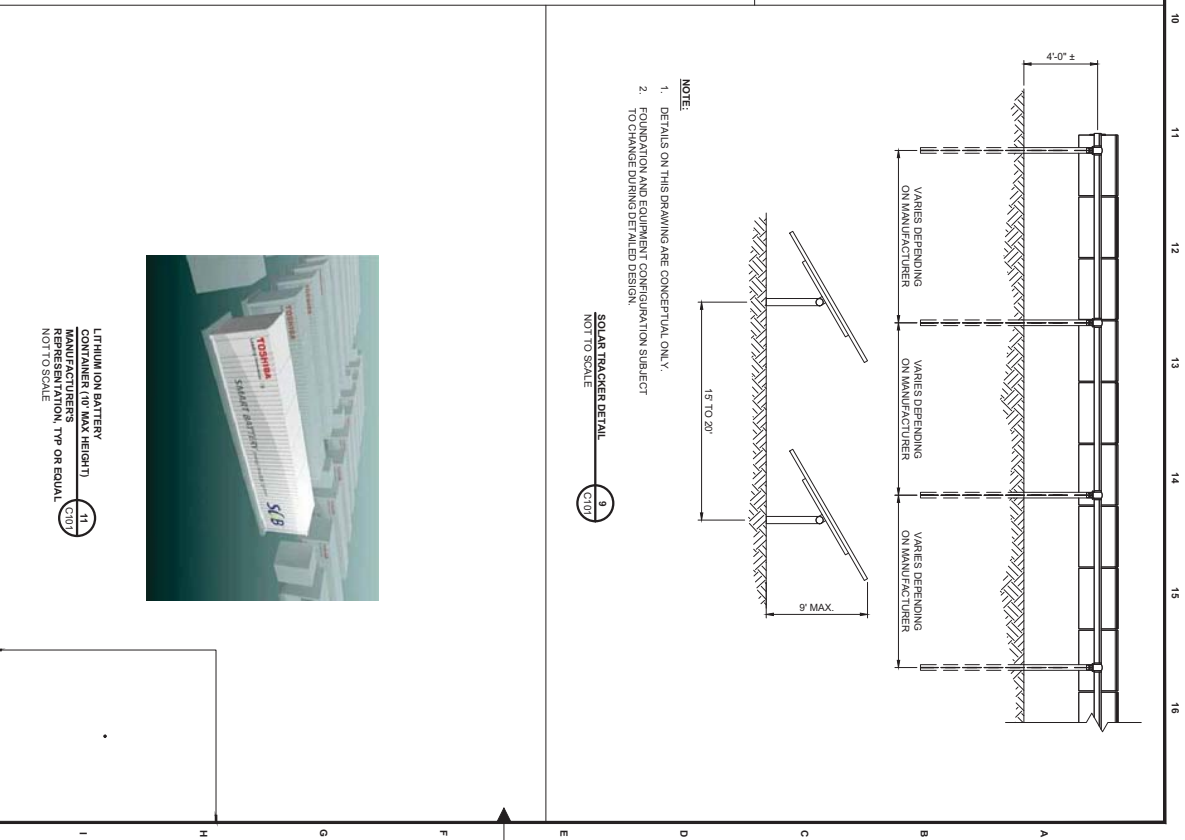 10
11
12
13
14
15
16
A
B
C
D
E
F
G
H
I
4'-0" ±
VARIES DEPENDING
ON MANUFACTURER
VARIES DEPENDING
ON MANUFACTURER
VARIES DEPENDING
ON MANUFACTURER
9' MAX.
15' TO 20'
NOTE:
1. DETAILS ON THIS DRAWING ARE CONCEPTUAL ONLY.
2. FOUNDATION AND EQUIPMENT CONFIGURATION SUBJECT
TO CHANGE DURING DETAILED DESIGN.
SOLAR TRACKER DETAIL
NOT TO SCALE
9
C101
TOSHIBA
TOSHIBA
SMART BATTERY
SCiB
LITHIUM ION BATTERY
CONTAINER (10' MAX HEIGHT)
MANUFACTURER'S
REPRESENTATION, TYP OR EQUAL
NOT TO SCALE
11
C101